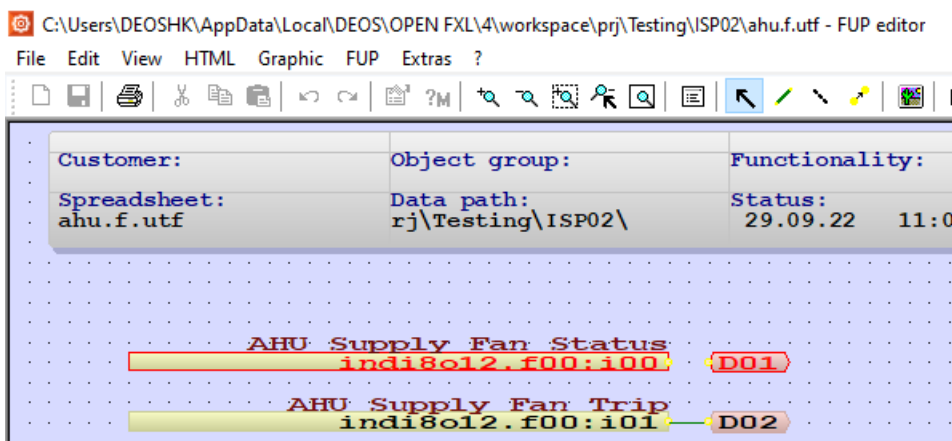 C:\Users\DEOSHK\AppData\Local\DEOS\OPEN FXL\4\workspace\prj\Testing\ISP02\ahu.f.utf - FUP editor
File Edit View HTML Graphic FUP Extras ?
?M
Customer: Object group: Functionality:
Spreadsheet: Data path: Status:
ahu.f.utf rj\Testing\ISP02\ 29.09.22 11:0
AHU Supply Fan Status
indi8o12.f00:i00 D01
AHU Supply Fan Trip
indi8o12.f00:i01 D02